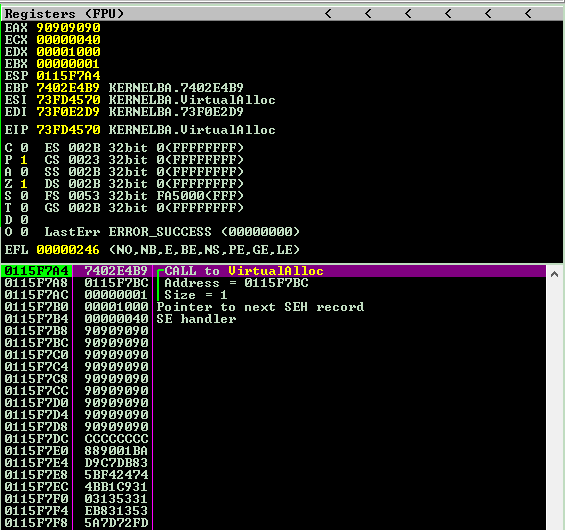 Registers (FPU) < < < < < <
EAX 90909090
ECX 00000040
EDX 00001000
EBX 00000001
ESP 0115F7A4
EBP 7402E4B9 KERNELBA.7402E4B9
ESI 73FD4570 KERNELBA.VirtualAlloc
EDI 73F0E2D9 KERNELBA.73F0E2D9
EIP 73FD4570 KERNELBA.VirtualAlloc
C 0 ES 002B 32bit 0(FFFFFFFF)
P 1 CS 0023 32bit 0(FFFFFFFF)
A 0 SS 002B 32bit 0(FFFFFFFF)
Z 1 DS 002B 32bit 0(FFFFFFFF)
S 0 FS 0053 32bit FA5000(FFF)
T 0 GS 002B 32bit 0(FFFFFFFF)
D 0
O 0 LastErr ERROR_SUCCESS (00000000)
EFL 00000246 (NO,NB,E,BE,NS,PE,GE,LE)
0115F7A4 7402E4B9 CALL to VirtualAlloc
0115F7A8 0115F7BC Address = 0115F7BC
0115F7AC 00000001 Size = 1
0115F7B0 00001000 Pointer to next SEH record
0115F7B4 00000040 SE handler
0115F7B8 90909090
0115F7BC 90909090
0115F7C0 90909090
0115F7C4 90909090
0115F7C8 90909090
0115F7CC 90909090
0115F7D0 90909090
0115F7D4 90909090
0115F7D8 90909090
0115F7DC CCCCCCCC
0115F7E0 889001BA
0115F7E4 D9C7DB83
0115F7E8 5BF42474
0115F7EC 4BB1C931
0115F7F0 03135331
0115F7F4 EB831353
0115F7F8 5A7D72FD